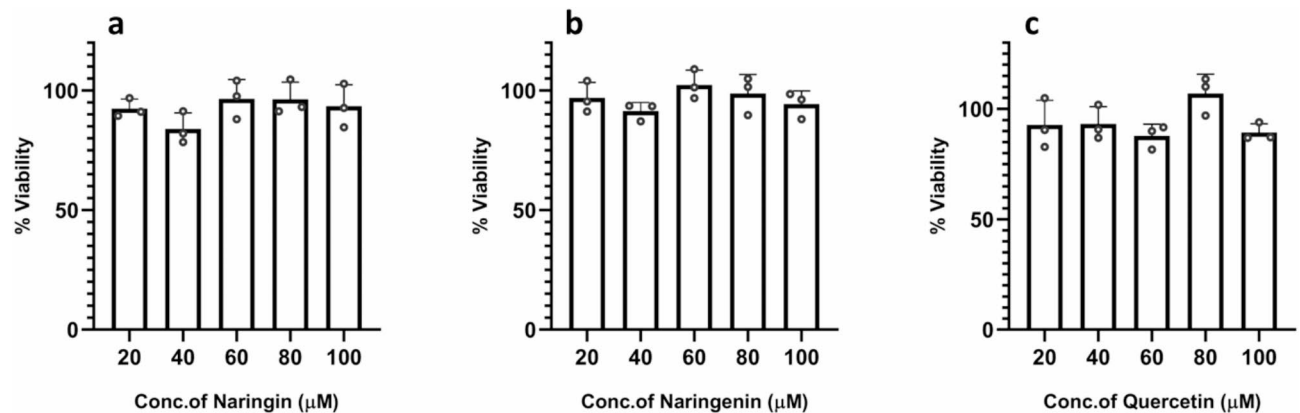 a
% Viability
100
50
0
20 40 60 80 100
Conc.of Naringin (μM)
b
% Viability
100
50
0
20 40 60 80 100
Conc.of Naringenin (μM)
c
% Viability
100
50
0
20 40 60 80 100
Conc.of Quercetin (μM)